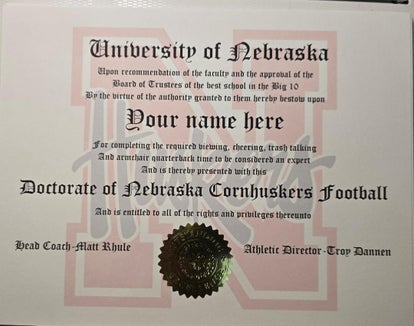 University of Nebraska
Upon recommendation of the faculty and the approval of the
Board of Trustees of the best school in the Big 10
By the virtue of the authority granted to them hereby bestow upon
Your name here
For completing the required viewing, cheering, trash talking
And armchair quarterback time to be considered an expert
And is hereby presented with this
Doctorate of Nebraska Cornhuskers Football
And is entitled to all of the rights and privileges thereunto
Head Coach-Matt Rhule
Athletic Director-Troy Dannen
Huskers
N